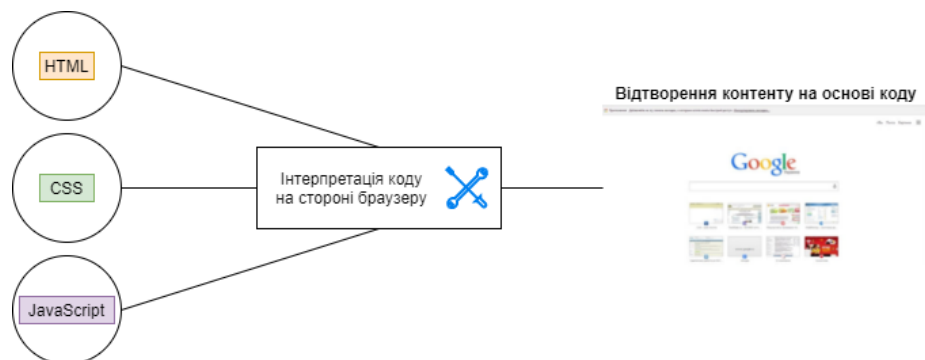 HTML
CSS
JavaScript
Інтерпретація коду
на стороні браузеру
Відтворення контенту на основі коду
Google